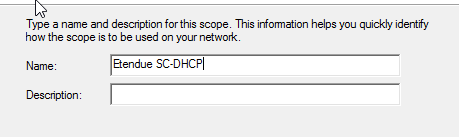 Type a name and description for this scope. This information helps you quickly identify
how the scope is to be used on your network.
Name: Etendue SC-DHCP
Description: